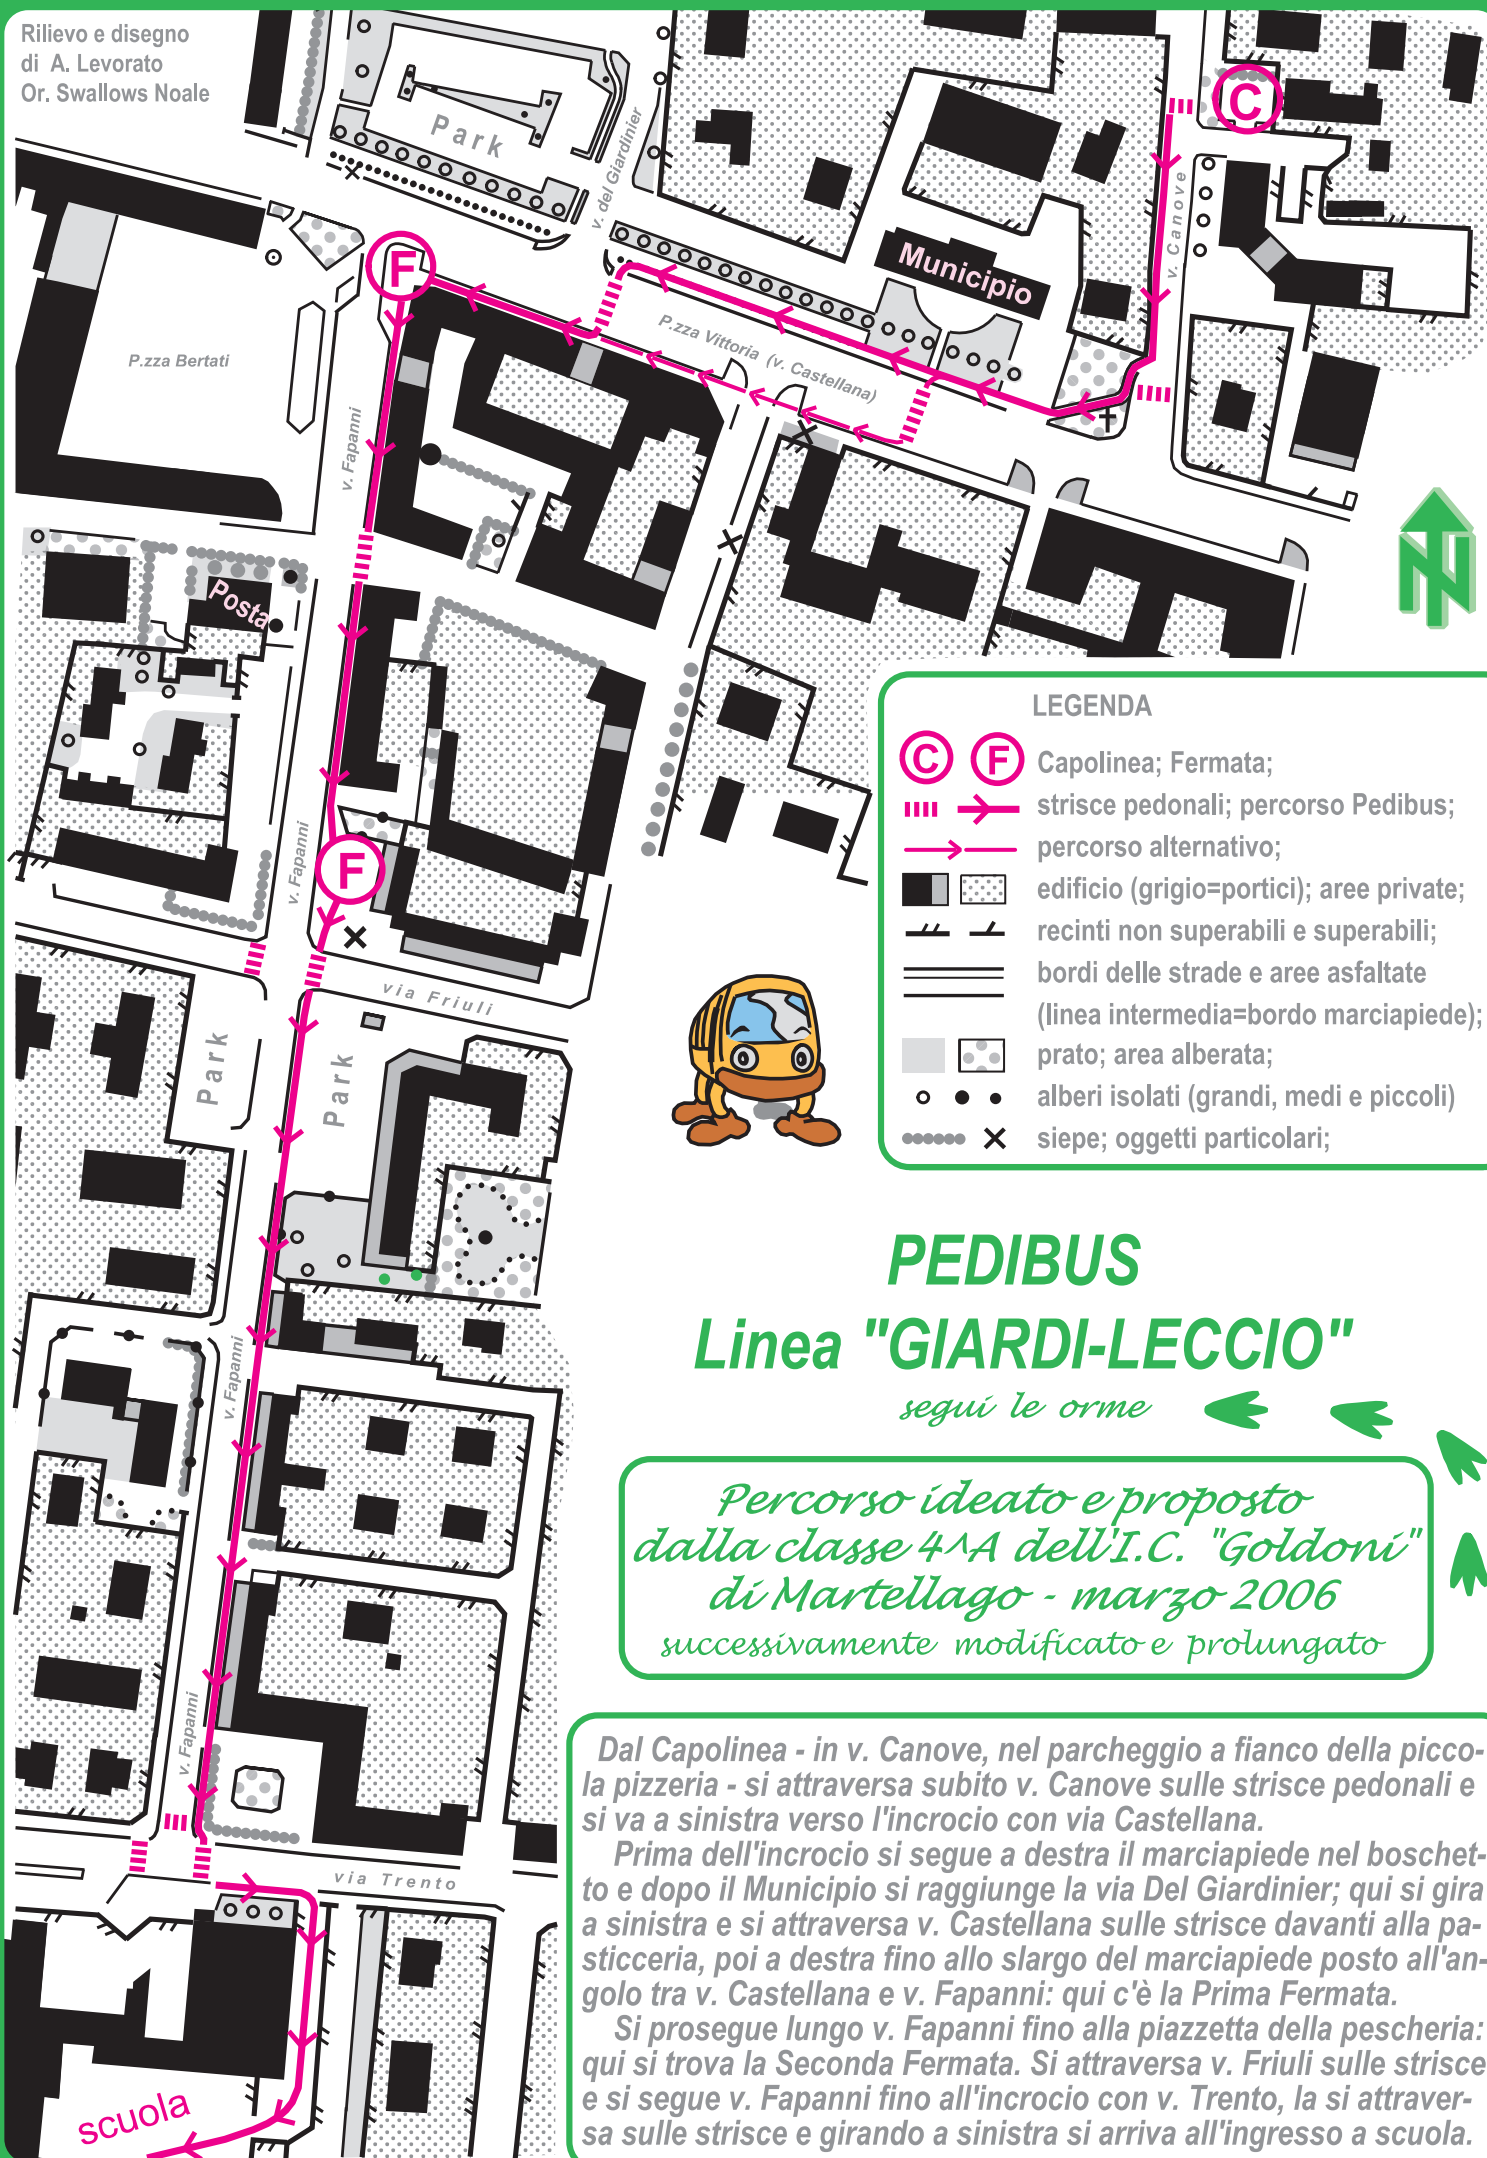 Rilievo e disegno
di A. Levorato
Or. Swallows Noale
Park
v. del Giardinier
C
v. Canove
Municipio
F
P.zza Vittoria (v. Castellana)
P.zza Bertati
v. Fapanni
Posta
N
v. Fapanni
F
via Friuli
Park
Park
v. Fapanni
v. Fapanni
via Trento
scuola
LEGENDA
C F Capolinea; Fermata;
strisce pedonali; percorso Pedibus;
percorso alternativo;
edificio (grigio=portici); aree private;
recinti non superabili e superabili;
bordi delle strade e aree asfaltate
(linea intermedia=bordo marciapiede);
prato; area alberata;
alberi isolati (grandi, medi e piccoli)
siepe; oggetti particolari;
PEDIBUS
Linea "GIARDI-LECCIO"
segui le orme
Percorso ideato e proposto
dalla classe 4^A dell'I.C. "Goldoni"
di Martellago - marzo 2006
successivamente modificato e prolungato
Dal Capolinea - in v. Canove, nel parcheggio a fianco della picco-
la pizzeria - si attraversa subito v. Canove sulle strisce pedonali e
si va a sinistra verso l'incrocio con via Castellana.
Prima dell'incrocio si segue a destra il marciapiede nel boschet-
to e dopo il Municipio si raggiunge la via Del Giardinier; qui si gira
a sinistra e si attraversa v. Castellana sulle strisce davanti alla pa-
sticceria, poi a destra fino allo slargo del marciapiede posto all'an-
golo tra v. Castellana e v. Fapanni: qui c'è la Prima Fermata.
Si prosegue lungo v. Fapanni fino alla piazzetta della pescheria:
qui si trova la Seconda Fermata. Si attraversa v. Friuli sulle strisce
e si segue v. Fapanni fino all'incrocio con v. Trento, la si attraver-
sa sulle strisce e girando a sinistra si arriva all'ingresso a scuola.